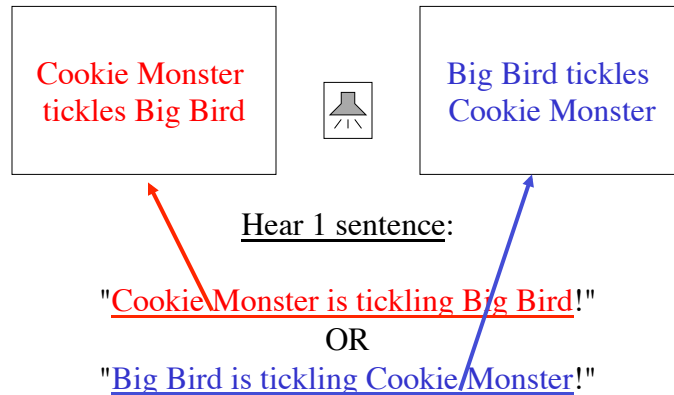 Cookie Monster
tickles Big Bird
Big Bird tickles
Cookie Monster
Hear 1 sentence:
"Cookie Monster is tickling Big Bird!"
OR
"Big Bird is tickling Cookie Monster!"